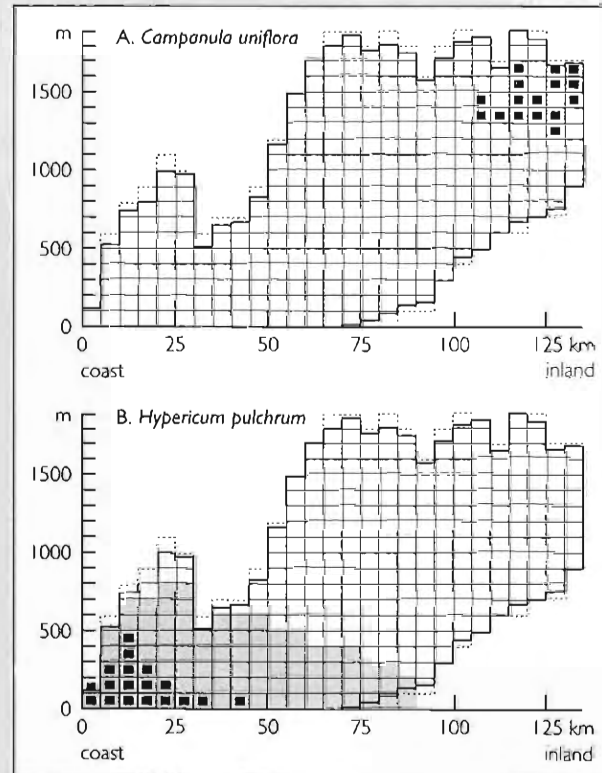 m
A. Campanula uniflora
1500
1000
500
0
0 25 50 75 100 125 km
coast inland
m
B. Hypericum pulchrum
1500
1000
500
0
0 25 50 75 100 125 km
coast inland